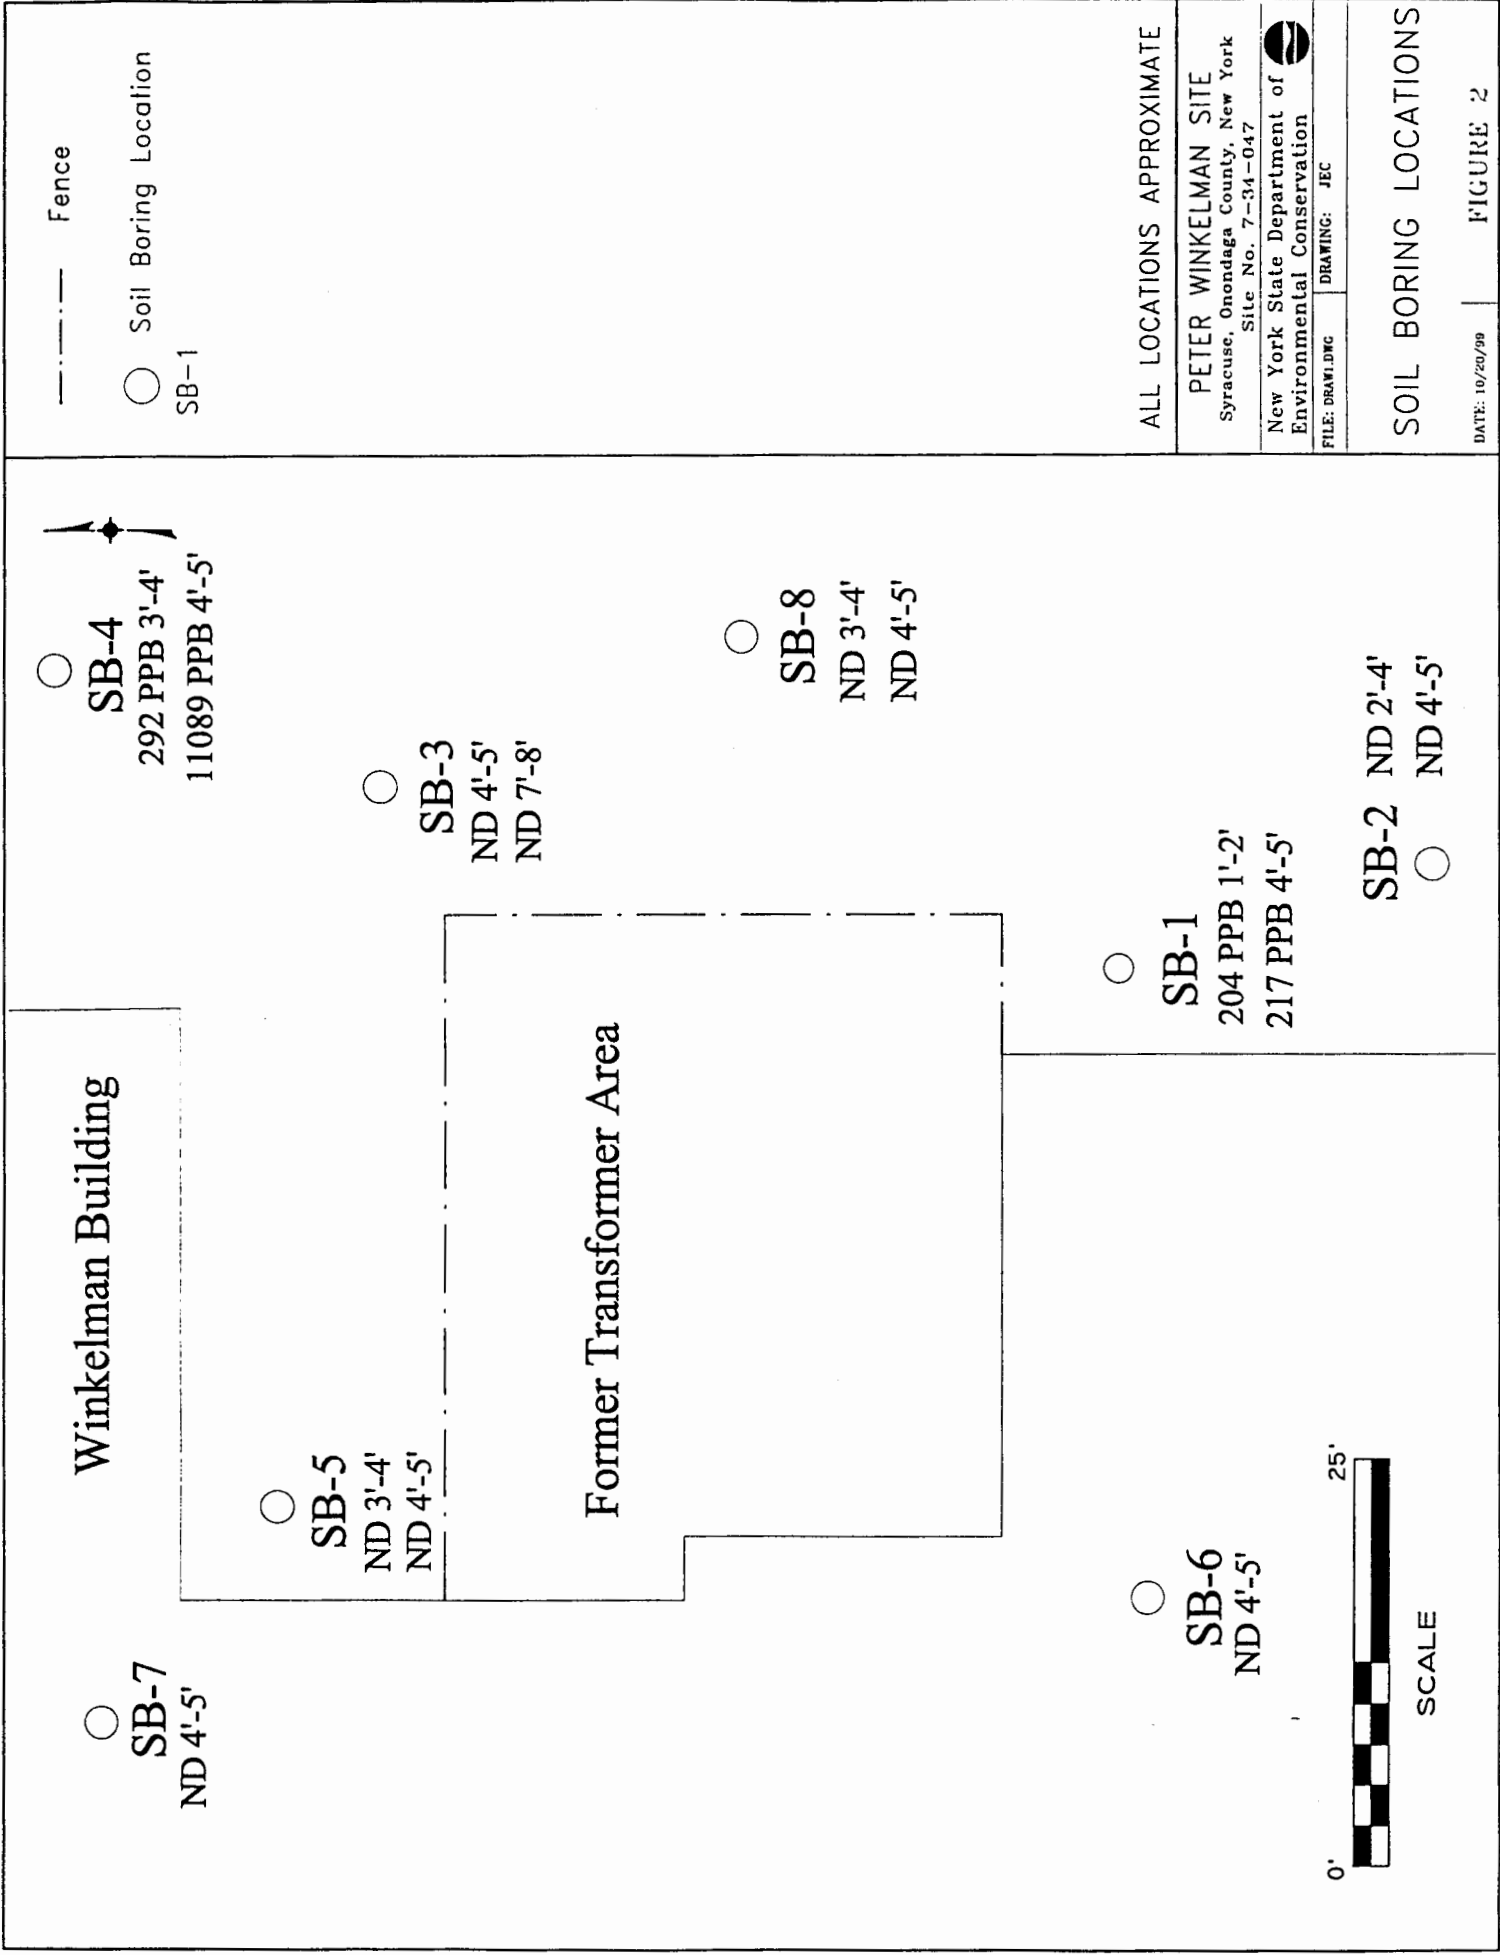 Winkelman Building
SB-7
ND 4'-5'
SB-5
ND 3'-4'
ND 4'-5'
SB-4
292 PPB 3'-4'
11089 PPB 4'-5'
SB-3
ND 4'-5'
ND 7'-8'
Former Transformer Area
SB-8
ND 3'-4'
ND 4'-5'
SB-6
ND 4'-5'
SB-1
204 PPB 1'-2'
217 PPB 4'-5'
SB-2
ND 2'-4'
ND 4'-5'
0'
25'
SCALE
Fence
Soil Boring Location
SB-1
ALL LOCATIONS APPROXIMATE
PETER WINKELMAN SITE
Syracuse, Onondaga County, New York
Site No. 7-34-047
New York State Department of
Environmental Conservation
FILE: DRAW1.DWG
DRAWING: JEC
SOIL BORING LOCATIONS
DATE: 10/20/99
FIGURE 2